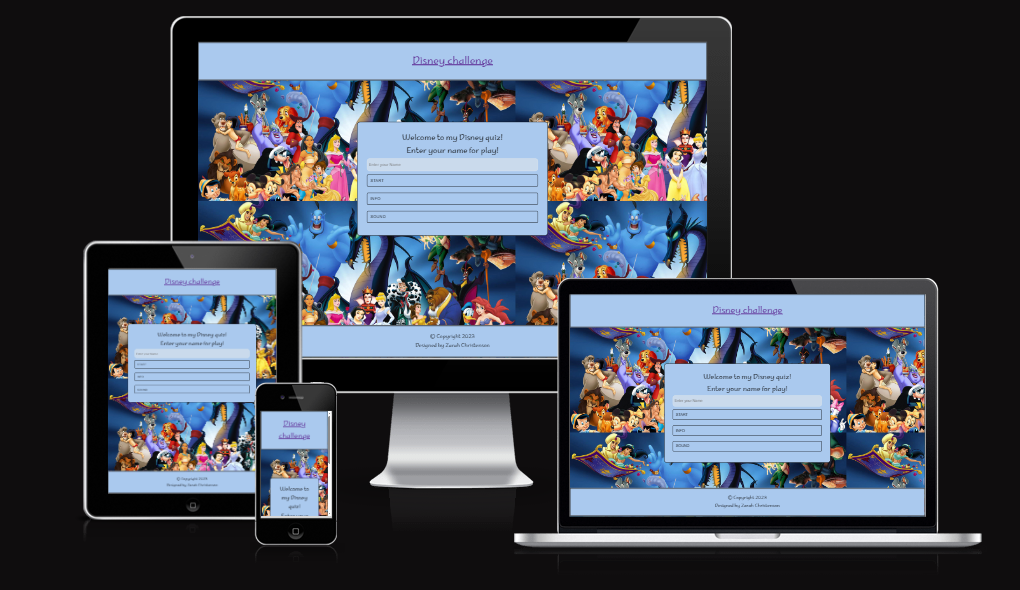 Disney challenge
Welcome to my Disney quiz!
Enter your name for play!
Enter your Name
START
INFO
SOUND
© Copyright 2023
Designed by Zanah Christensen
Disney challenge
Welcome to my Disney quiz!
Enter your name for play!
Enter your Name
START
INFO
SOUND
© Copyright 2023
Designed by Zanah Christensen
Disney
challenge
Welcome to
my Disney
quiz!
Disney challenge
Welcome to my Disney quiz!
Enter your name for play!
Enter your Name
START
INFO
SOUND
© Copyright 2023
Designed by Zanah Christensen